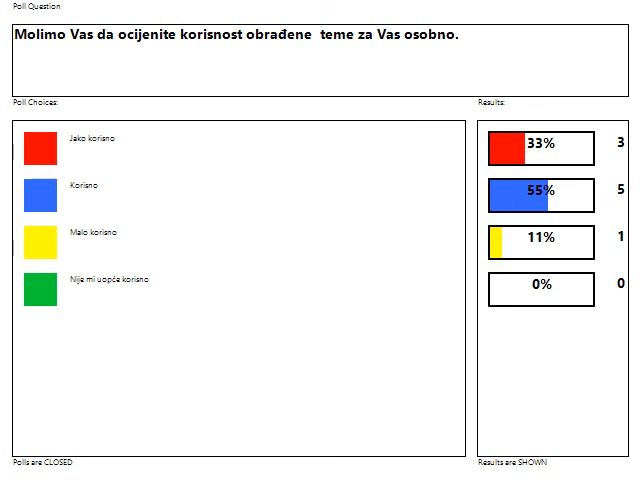 Poll Question
Molimo Vas da ocijenite korisnost obrađene  teme za Vas osobno.
Poll Choices:
Results:
Jako korisno
33%
3
Korisno
55%
5
Malo korisno
11%
1
Nije mi uopće korisno
0%
0
Polls are CLOSED
Results are SHOWN